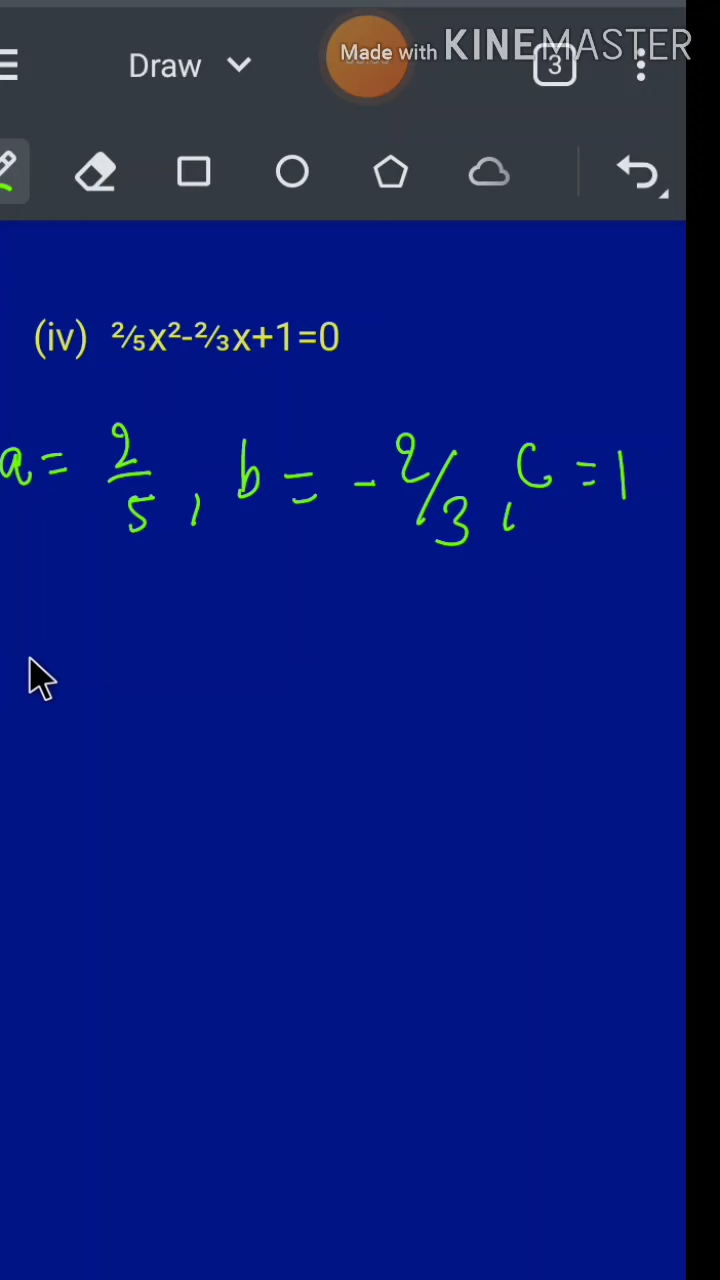 Draw
Made with KINEMASTER
3
(iv) ²⁄₅x²-²⁄₃x+1=0
a = 2/5 , b = - 2/3 , c = 1